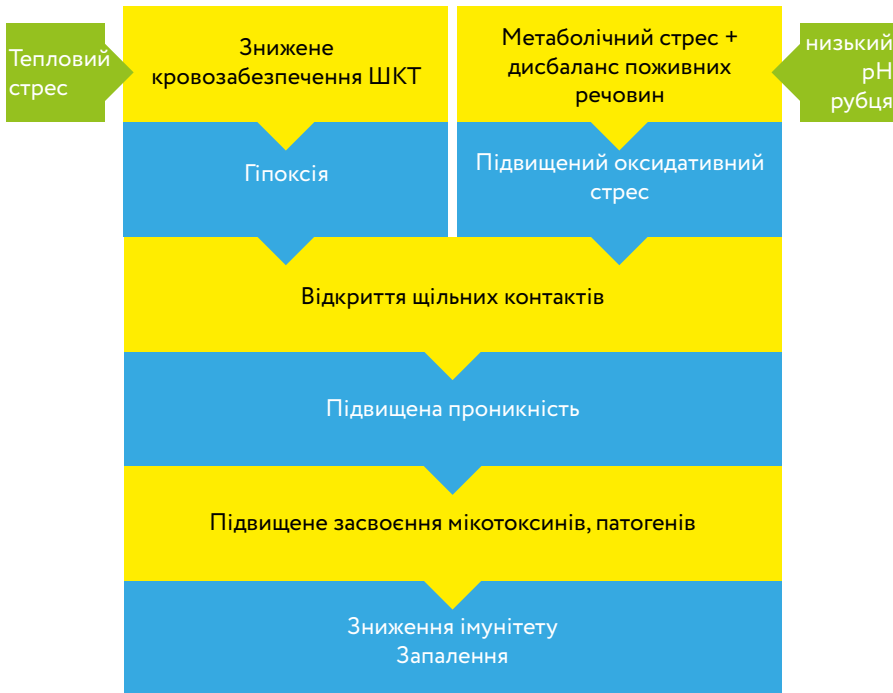 Тепловий
стрес
Знижене
кровозабезпечення ШКТ
Метаболічний стрес +
дисбаланс поживних
речовин
низький
pH
рубця
Гіпоксія
Підвищений оксидативний
стрес
Відкриття щільних контактів
Підвищена проникність
Підвищене засвоєння мікотоксинів, патогенів
Зниження імунітету
Запалення